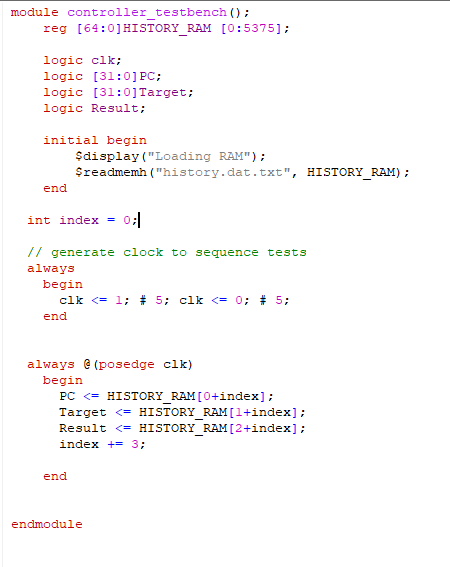 module controller_testbench();
reg [64:0]HISTORY_RAM [0:5375];
logic clk;
logic [31:0]PC;
logic [31:0]Target;
logic Result;
initial begin
$display("Loading RAM");
$readmemh("history.dat.txt", HISTORY_RAM);
end
int index = 0;
// generate clock to sequence tests
always
begin
clk <= 1; # 5; clk <= 0; # 5;
end
always @(posedge clk)
begin
PC <= HISTORY_RAM[0+index];
Target <= HISTORY_RAM[1+index];
Result <= HISTORY_RAM[2+index];
index += 3;
end
endmodule